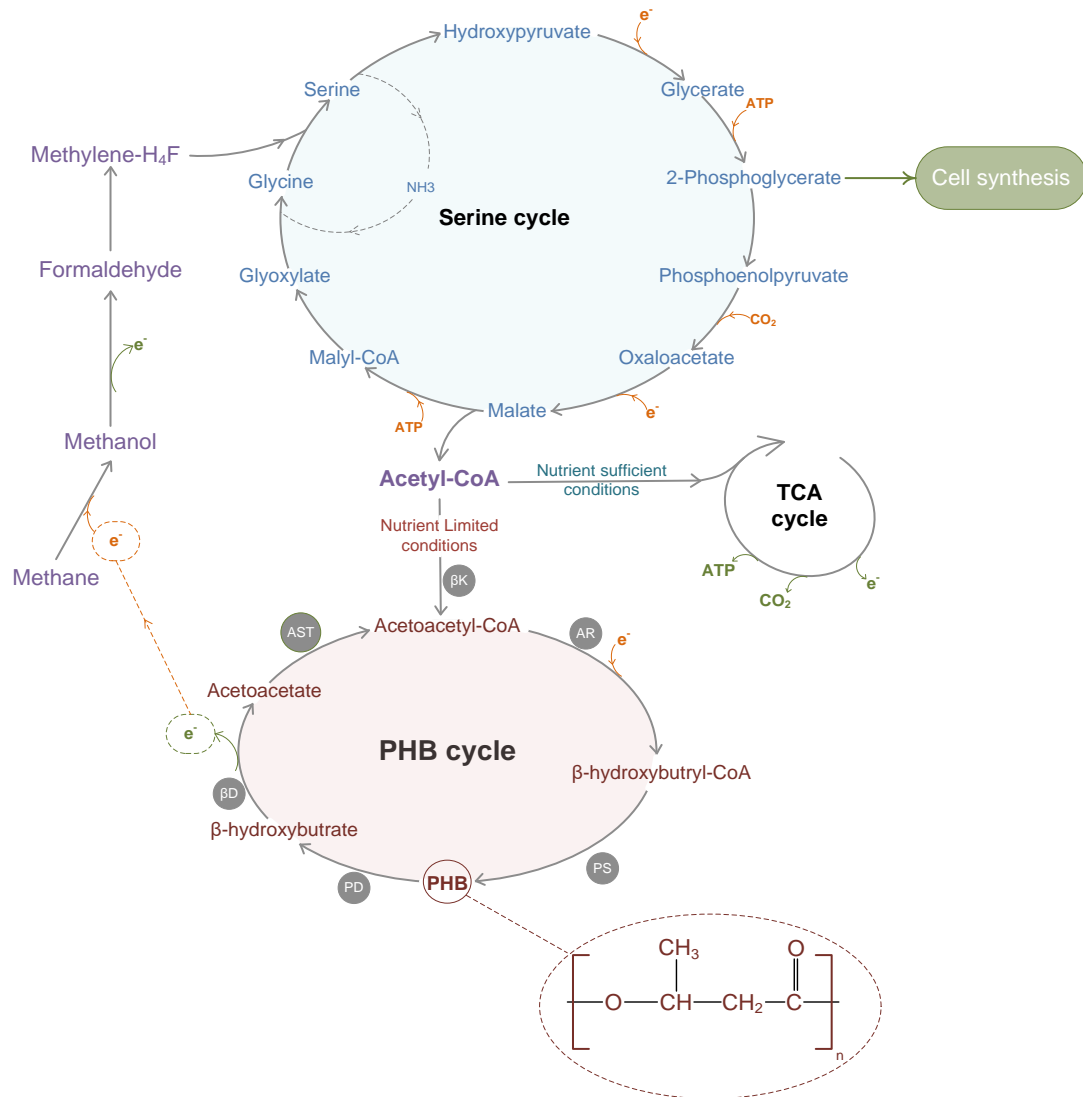 e-
Hydroxypyruvate
Serine
Glycerate
ATP
Methylene-H4F
Glycine
NH3
2-Phosphoglycerate
Cell synthesis
Serine cycle
Formaldehyde
Glyoxylate
Phosphoenolpyruvate
CO2
e-
Malyl-CoA
Oxaloacetate
ATP
Malate
e-
Methanol
Acetyl-CoA
Nutrient sufficient
conditions
TCA
cycle
Nutrient Limited
conditions
e-
Methane
βK
ATP
CO2
e-
AST
Acetoacetyl-CoA
AR
e-
Acetoacetate
e-
PHB cycle
β-hydroxybutryl-CoA
βD
β-hydroxybutrate
PD
PHB
PS
CH3
O
O
CH
CH2
C
n